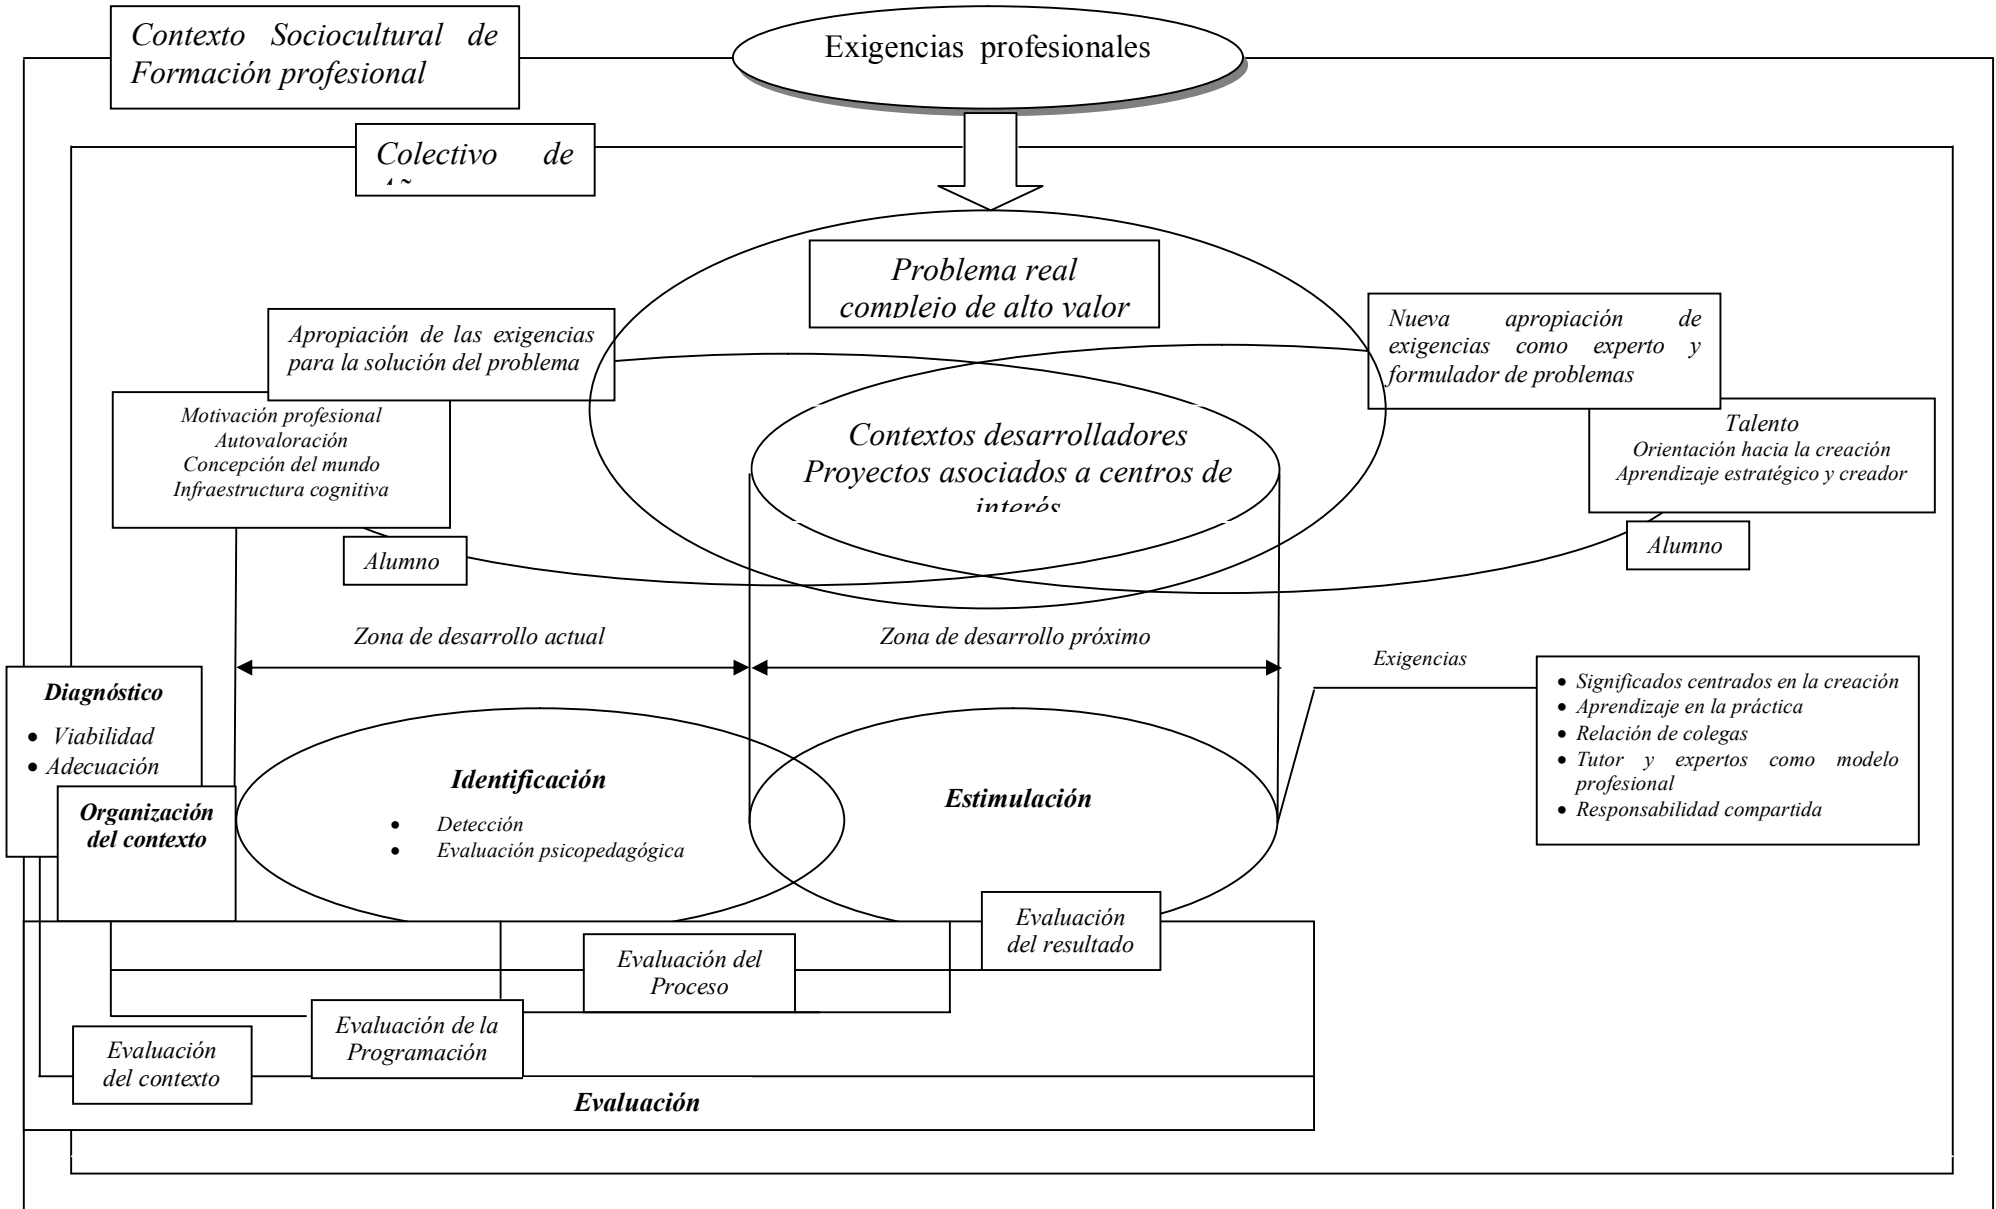 Contexto Sociocultural de
Formación profesional
Exigencias profesionales
Colectivo de
Problema real
complejo de alto valor
Apropiación de las exigencias
para la solución del problema
Nueva apropiación de
exigencias como experto y
formulador de problemas
Motivación profesional
Autovaloración
Concepción del mundo
Infraestructura cognitiva
Contextos desarrolladores
Proyectos asociados a centros de
interés
Talento
Orientación hacia la creación
Aprendizaje estratégico y creador
Alumno
Alumno
Zona de desarrollo actual
Zona de desarrollo próximo
Exigencias
Diagnóstico
• Viabilidad
• Adecuación
• Significados centrados en la creación
• Aprendizaje en la práctica
• Relación de colegas
• Tutor y expertos como modelo
profesional
• Responsabilidad compartida
Organización
del contexto
Identificación
• Detección
• Evaluación psicopedagógica
Estimulación
Evaluación
del resultado
Evaluación del
Proceso
Evaluación de la
Programación
Evaluación
del contexto
Evaluación